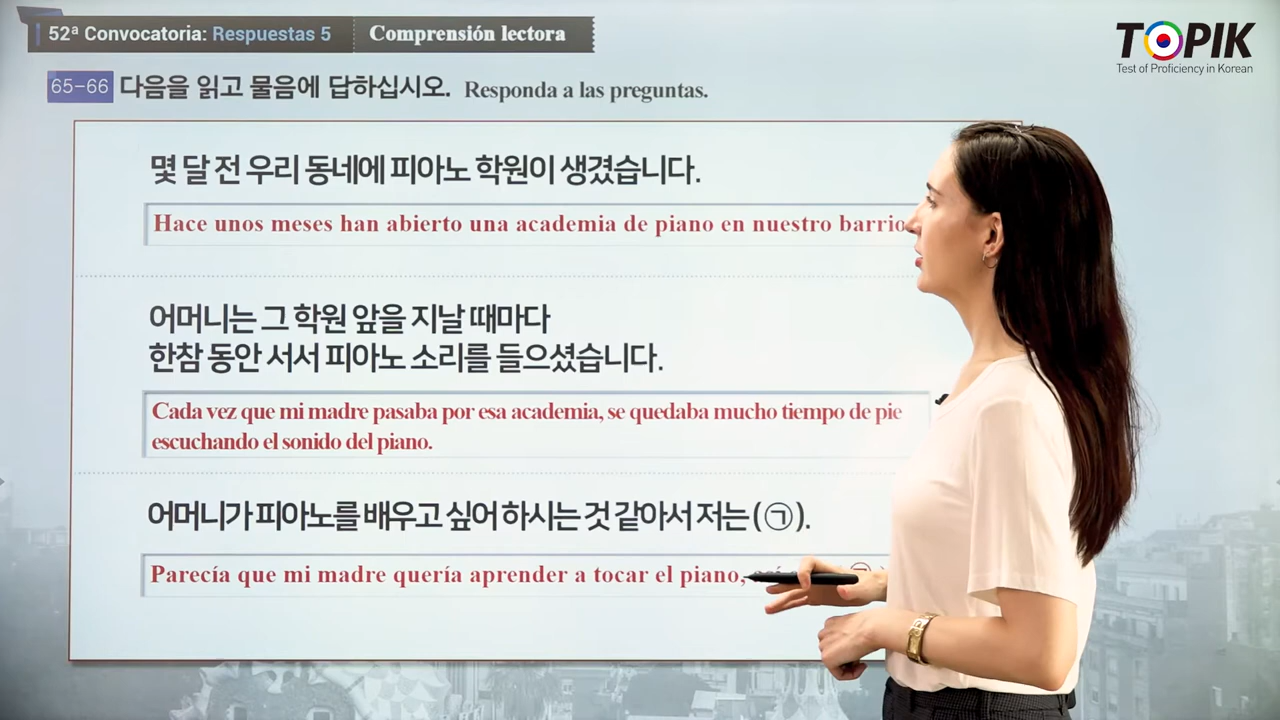 52ª Convocatoria: Respuestas 5
Comprensión lectora
TOPIK
Test of Proficiency in Korean
65-66 다음을 읽고 물음에 답하십시오. Responda a las preguntas.
몇 달 전 우리 동네에 피아노 학원이 생겼습니다.
Hace unos meses han abierto una academia de piano en nuestro barrio
어머니는 그 학원 앞을 지날 때마다
한참 동안 서서 피아노 소리를 들으셨습니다.
Cada vez que mi madre pasaba por esa academia, se quedaba mucho tiempo de pie
escuchando el sonido del piano.
어머니가 피아노를 배우고 싶어 하시는 것 같아서 저는 (㉠).
Parecía que mi madre quería aprender a tocar el piano,